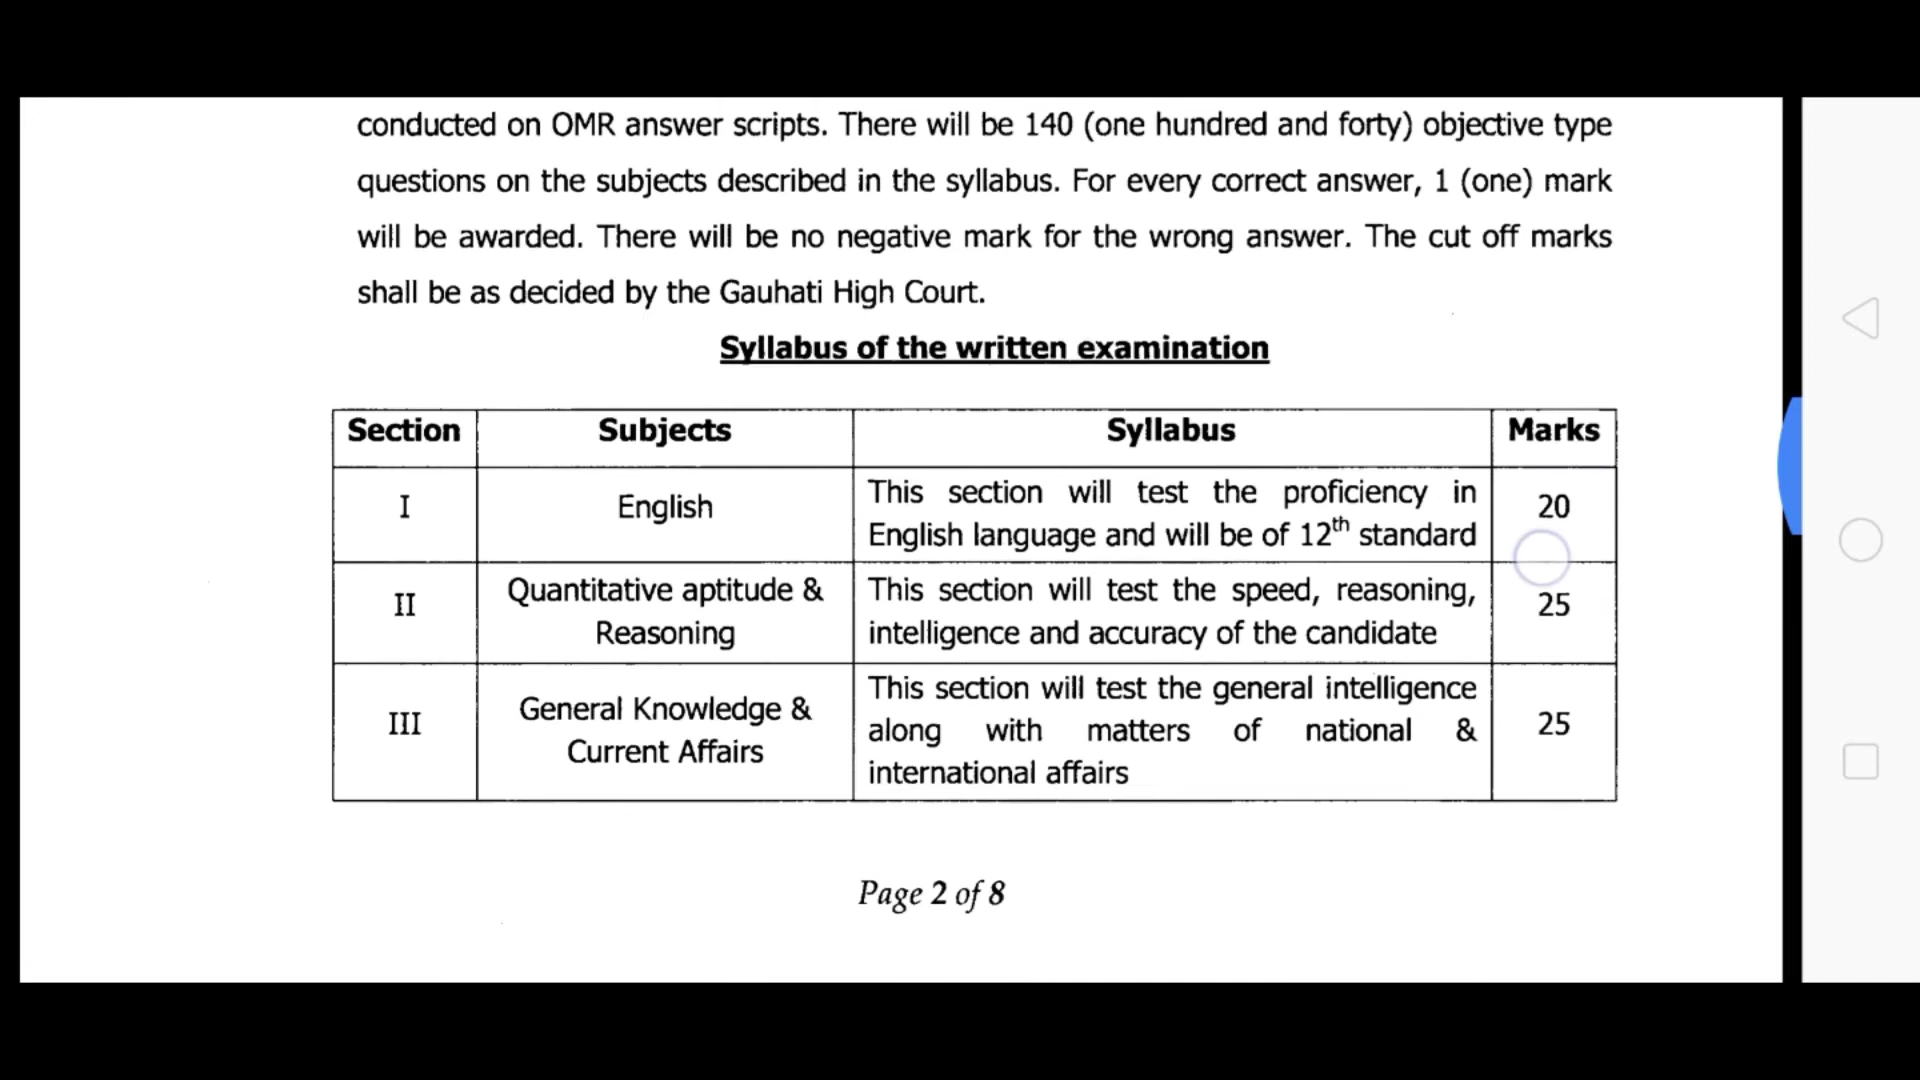 conducted on OMR answer scripts. There will be 140 (one hundred and forty) objective type
questions on the subjects described in the syllabus. For every correct answer, 1 (one) mark
will be awarded. There will be no negative mark for the wrong answer. The cut off marks
shall be as decided by the Gauhati High Court.
Syllabus of the written examination
Section Subjects Syllabus Marks
I English This section will test the proficiency in English language and will be of 12th standard 20
II Quantitative aptitude & Reasoning This section will test the speed, reasoning, intelligence and accuracy of the candidate 25
III General Knowledge & Current Affairs This section will test the general intelligence along with matters of national & international affairs 25
Page 2 of 8